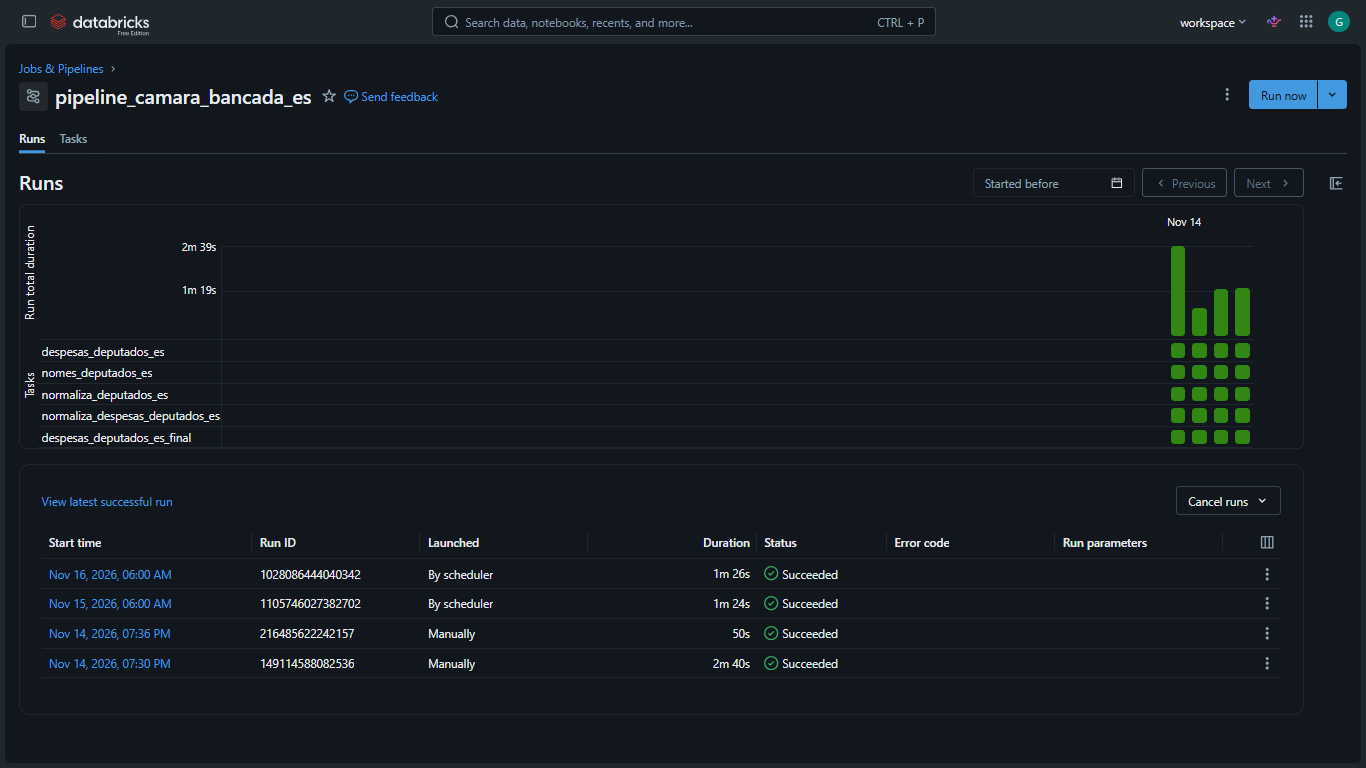 databricks
Free Edition
Search data, notebooks, recents, and more... CTRL + P
workspace
G
Jobs & Pipelines
pipeline_camara_bancada_es
Send feedback
Run now
Runs Tasks
Runs
Started before
Previous
Next
Nov 14
Run total duration
2m 39s
1m 19s
Tasks
despesas_deputados_es
nomes_deputados_es
normaliza_deputados_es
normaliza_despesas_deputados_es
despesas_deputados_es_final
View latest successful run
Cancel runs
Start time Run ID Launched Duration Status Error code Run parameters
Nov 16, 2026, 06:00 AM 1028086444040342 By scheduler 1m 26s Succeeded
Nov 15, 2026, 06:00 AM 1105746027382702 By scheduler 1m 24s Succeeded
Nov 14, 2026, 07:36 PM 216485622242157 Manually 50s Succeeded
Nov 14, 2026, 07:30 PM 149114588082536 Manually 2m 40s Succeeded